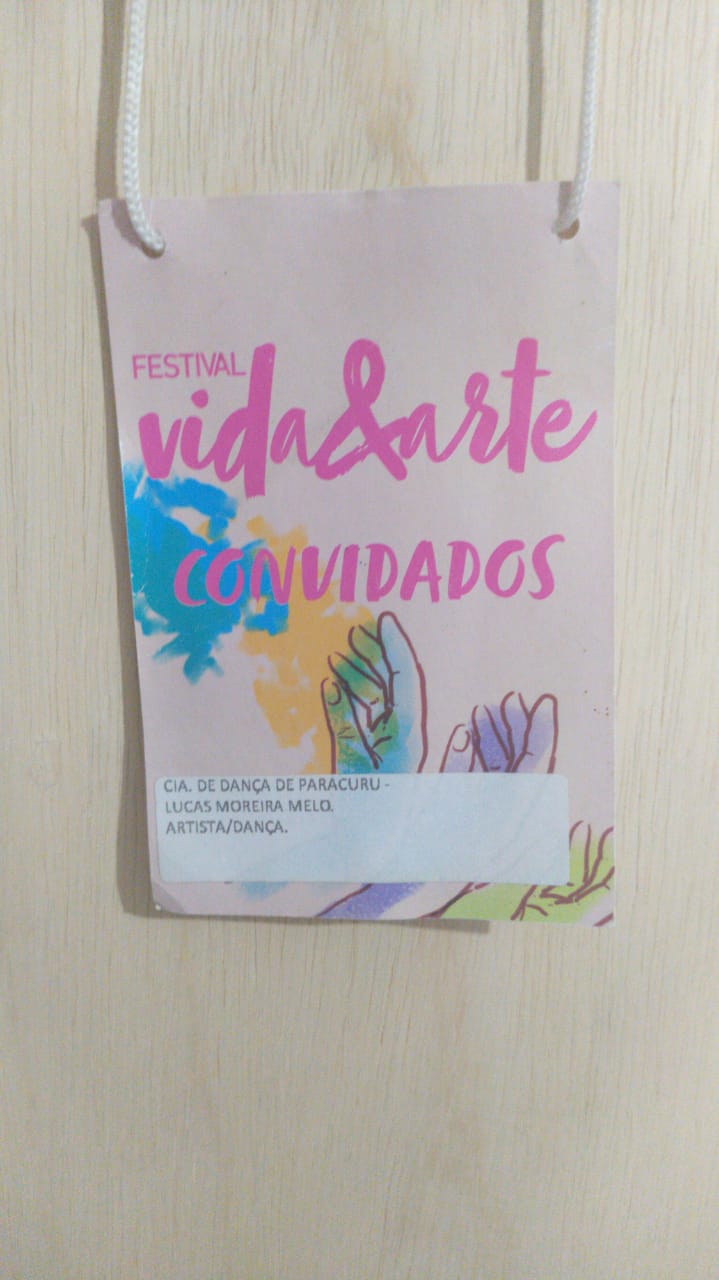 FESTIVAL
vida&arte
CONVIDADOS
CIA. DE DANÇA DE PARACURU -
LUCAS MOREIRA MELO.
ARTISTA/DANÇA.